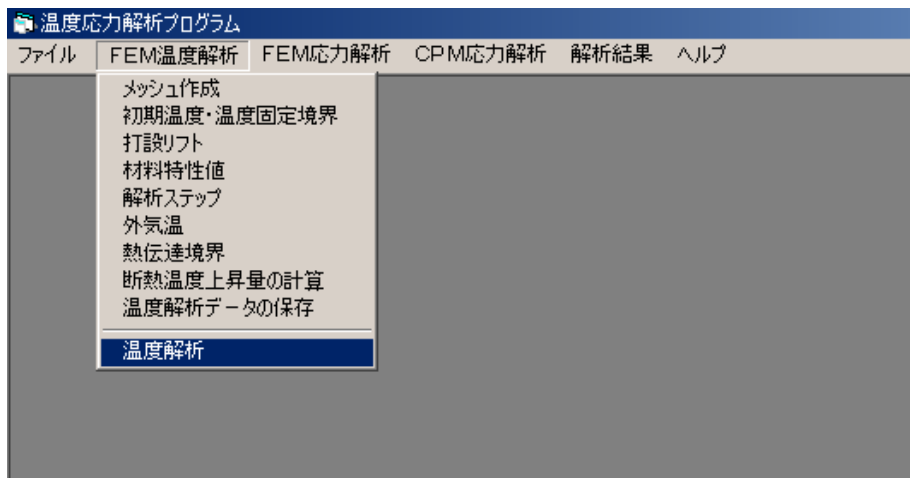 温度応力解析プログラム
ファイル FEM温度解析 FEM応力解析 CPM応力解析 解析結果 ヘルプ
メッシュ作成
初期温度・温度固定境界
打設リフト
材料特性値
解析ステップ
外気温
熱伝達境界
断熱温度上昇量の計算
温度解析データの保存
温度解析